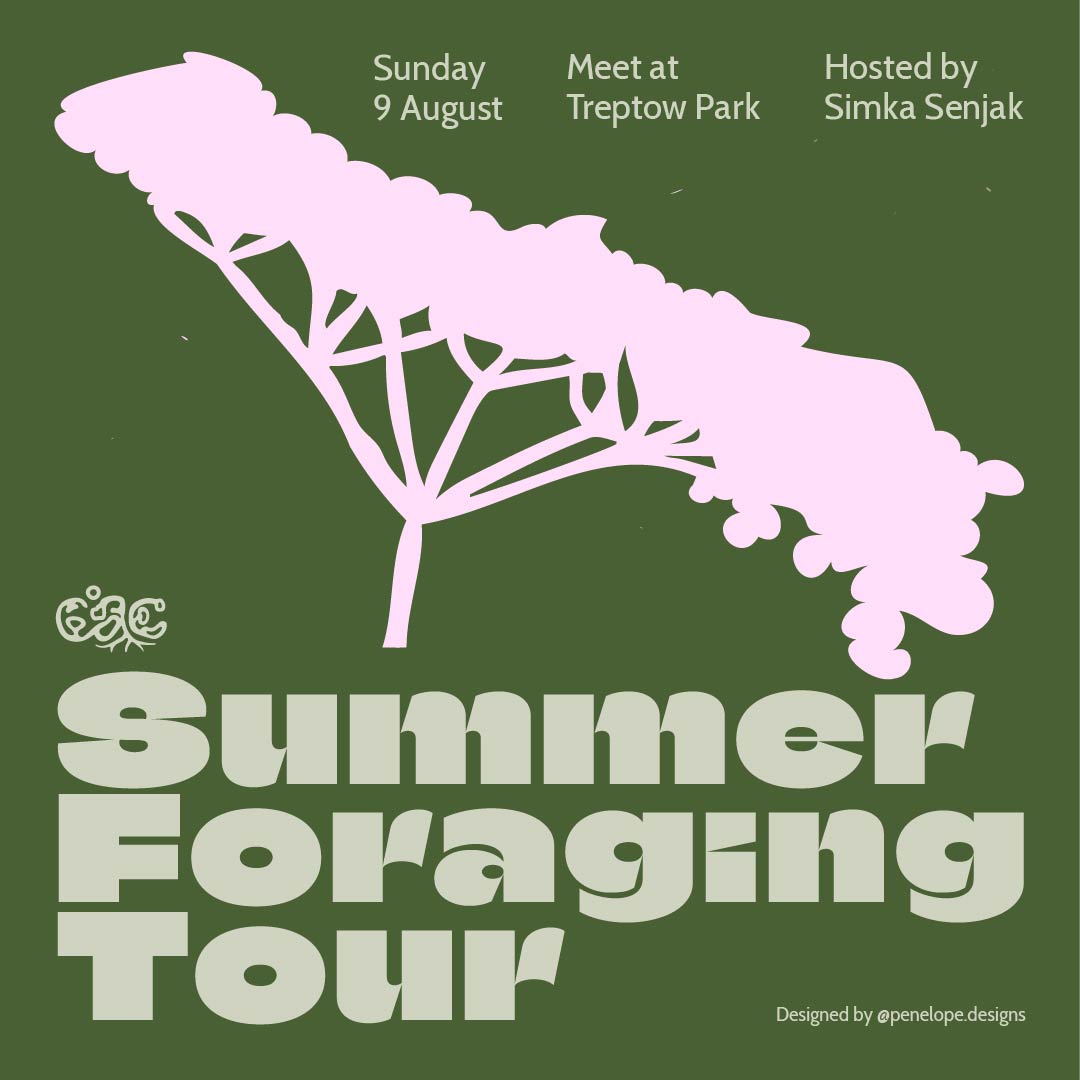 Sunday
9 August
Meet at
Treptow Park
Hosted by
Simka Senjak
Summer
Foraging
Tour
Designed by @penelope.designs